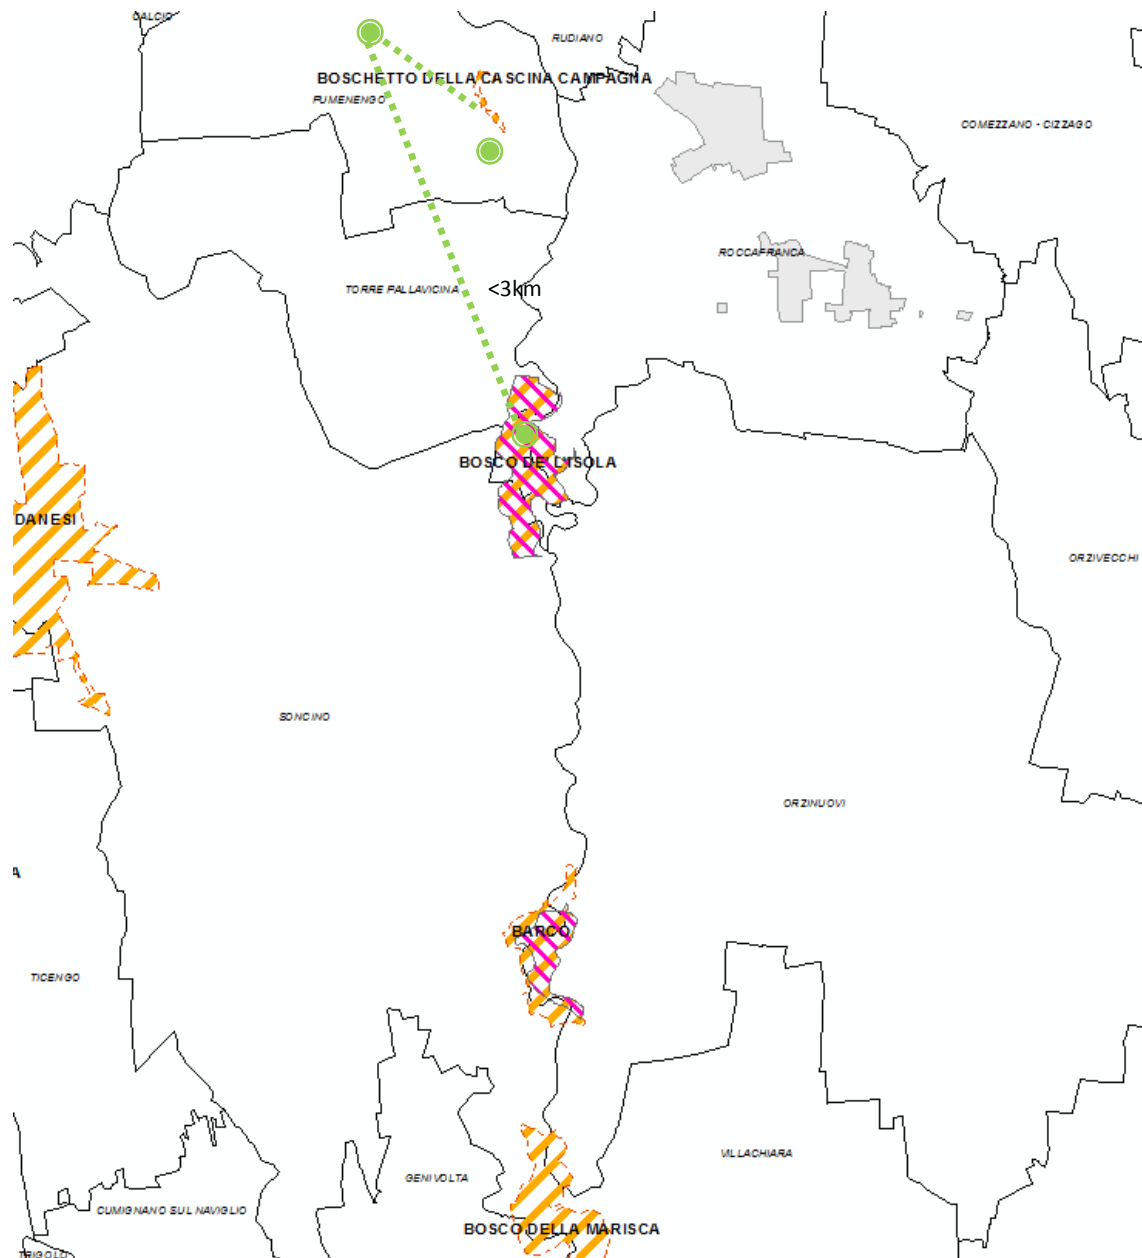 CALCIO
RUDIANO
BOSCHETTO DELLA CASCINA CAMPAGNA
PUMENENGO
COMEZZANO - CIZZAGO
ROCCAFRANCA
TORRE PALLAVICINA
<3km
BOSCO DE L'ISOLA
DANESI
ORZIVECCHI
SONCINO
ORZINUOVI
A
BARCO
TICENGO
VILLACHIARA
GENIVOLTA
CUMIGNANO SUL NAVIGLIO
BOSCO DELLA MARISCA
TRIGOLO